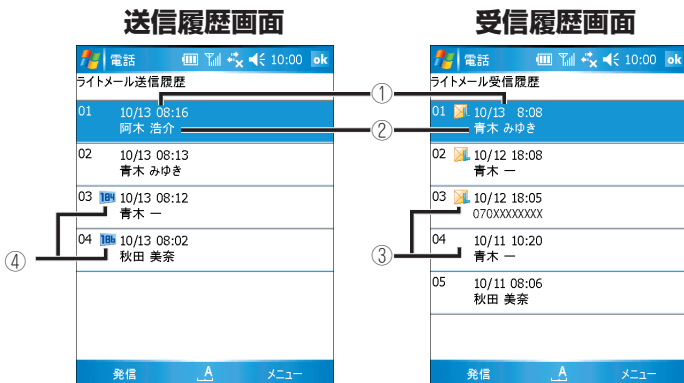 送信履歴画面
電話 10:00 ok
ライトメール送信履歴
01 10/13 08:16
阿木 浩介
02 10/13 08:13
青木 みゆき
03 184 10/13 08:12
青木 一
04 186 10/13 08:02
秋田 美奈
発信 A メニュー
受信履歴画面
電話 10:00 ok
ライトメール受信履歴
01 10/13 8:08
青木 みゆき
02 10/12 18:08
青木 一
03 10/12 18:05
070XXXXXXXX
04 10/11 10:20
青木 一
05 10/11 08:06
秋田 美奈
発信 A メニュー
①
②
③
④